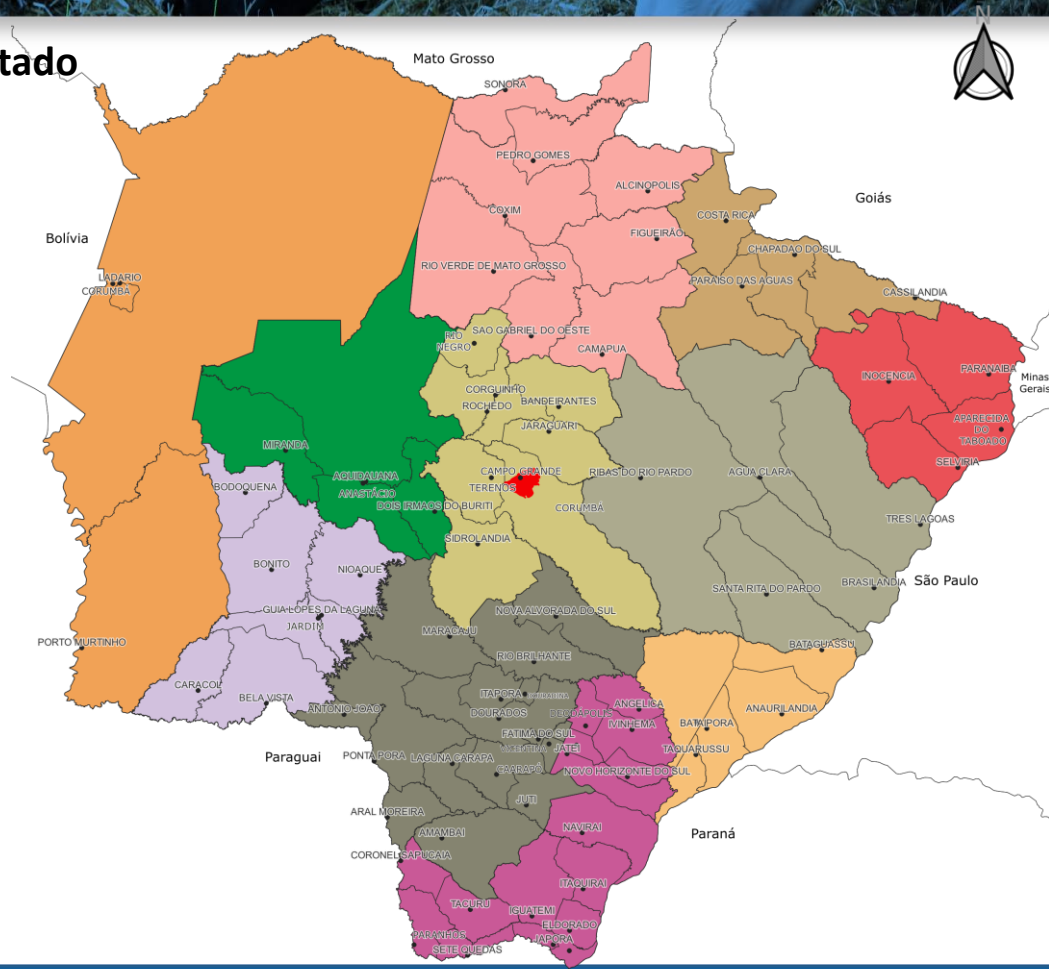 N
tado
Mato Grosso
SONORA
PEDRO GOMES
ALCINOPOLIS
Goiás
COXIM
COSTA RICA
FIGUEIRÃO
Bolívia
CHAPADAO DO SUL
RIO VERDE DE MATO GROSSO
LADARIO
CORUMBA
PARAISO DAS AGUAS
CASSILANDIA
RIO
NEGRO
SAO GABRIEL DO OESTE
CAMAPUA
PARANAIBA
INOCENCIA
Minas
Gerais
CORGUINHO
ROCHEDO
BANDEIRANTES
JARAGUARI
APARECIDA
DO
TABOADO
MIRANDA
SELVIRIA
CAMPO GRANDE
RIBAS DO RIO PARDO
AGUA CLARA
AQUIDAUANA
TERENOS
BODOQUENA
ANASTÁCIO
DOIS IRMAOS DO BURITI
CORUMBÁ
TRES LAGOAS
SIDROLANDIA
BONITO
NIOAQUE
BRASILANDIA
São Paulo
SANTA RITA DO PARDO
GUIA LOPES DA LAGUNA
JARDIM
NOVA ALVORADA DO SUL
MARACAJU
PORTO MURTINHO
BATAGUASSU
RIO BRILHANTE
CARACOL
BELA VISTA
ITAPORA
ANTONIO JOAO
DOURADOS
ANGELICA
IVINHEMA
ANAURILANDIA
BATAIPORA
FATIMA DO SUL
JATEI
TAQUARUSSU
Paraguai
PONTA PORA
LAGUNA CARAPA
CAARAPÓ
NOVO HORIZONTE DO SUL
JUTI
ARAL MOREIRA
AMAMBAI
NAVIRAI
Paraná
CORONEL SAPUCAIA
ITAQUIRAI
TACURU
IGUATEMI
ELDORADO
PARANHOS
SETE QUEDAS
JAPORA